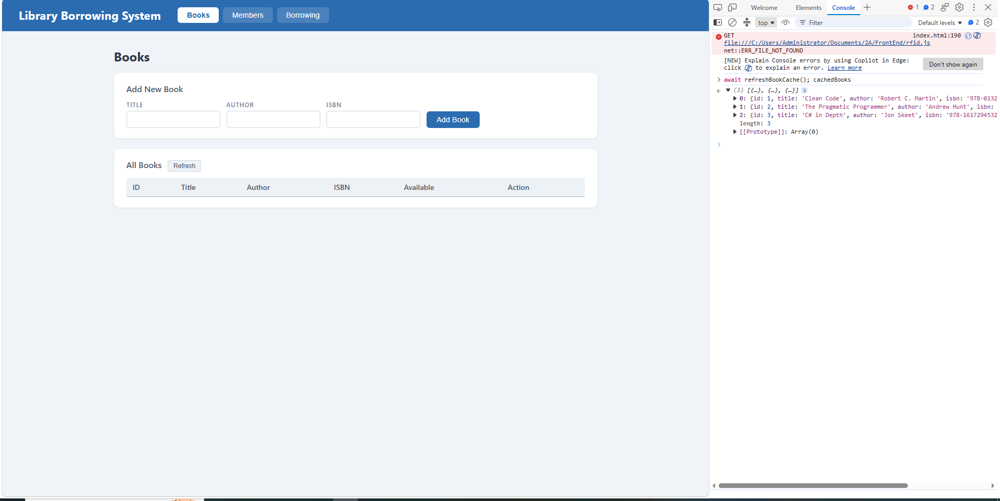 Library Borrowing System
Books
Members
Borrowing
Books
Add New Book
TITLE
AUTHOR
ISBN
Add Book
All Books
Refresh
ID Title Author ISBN Available Action
Welcome
Elements
Console
1
2
top
Filter
Default levels
2
GET index.html:190
file:///C:/Users/Administrator/Documents/2A/FrontEnd/rfid.js
net::ERR_FILE_NOT_FOUND
[NEW] Explain Console errors by using Copilot in Edge:
click to explain an error. Learn more
Don't show again
await refreshBookCache(); cachedBooks
(3) [{…}, {…}, {…}]
0: {id: 1, title: 'Clean Code', author: 'Robert C. Martin', isbn: '978-0132
1: {id: 2, title: 'The Pragmatic Programmer', author: 'Andrew Hunt', isbn:
2: {id: 3, title: 'C# in Depth', author: 'Jon Skeet', isbn: '978-1617294532
length: 3
[[Prototype]]: Array(0)